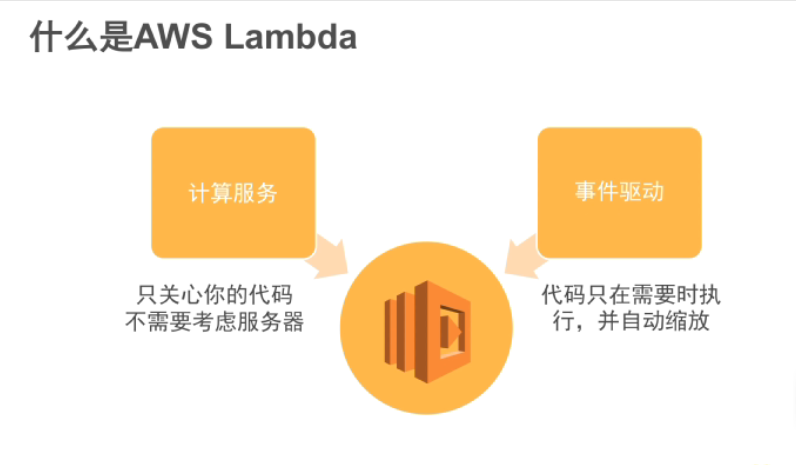 什么是AWS Lambda
计算服务
事件驱动
只关心你的代码
不需要考虑服务器
代码只在需要时执
行，并自动缩放